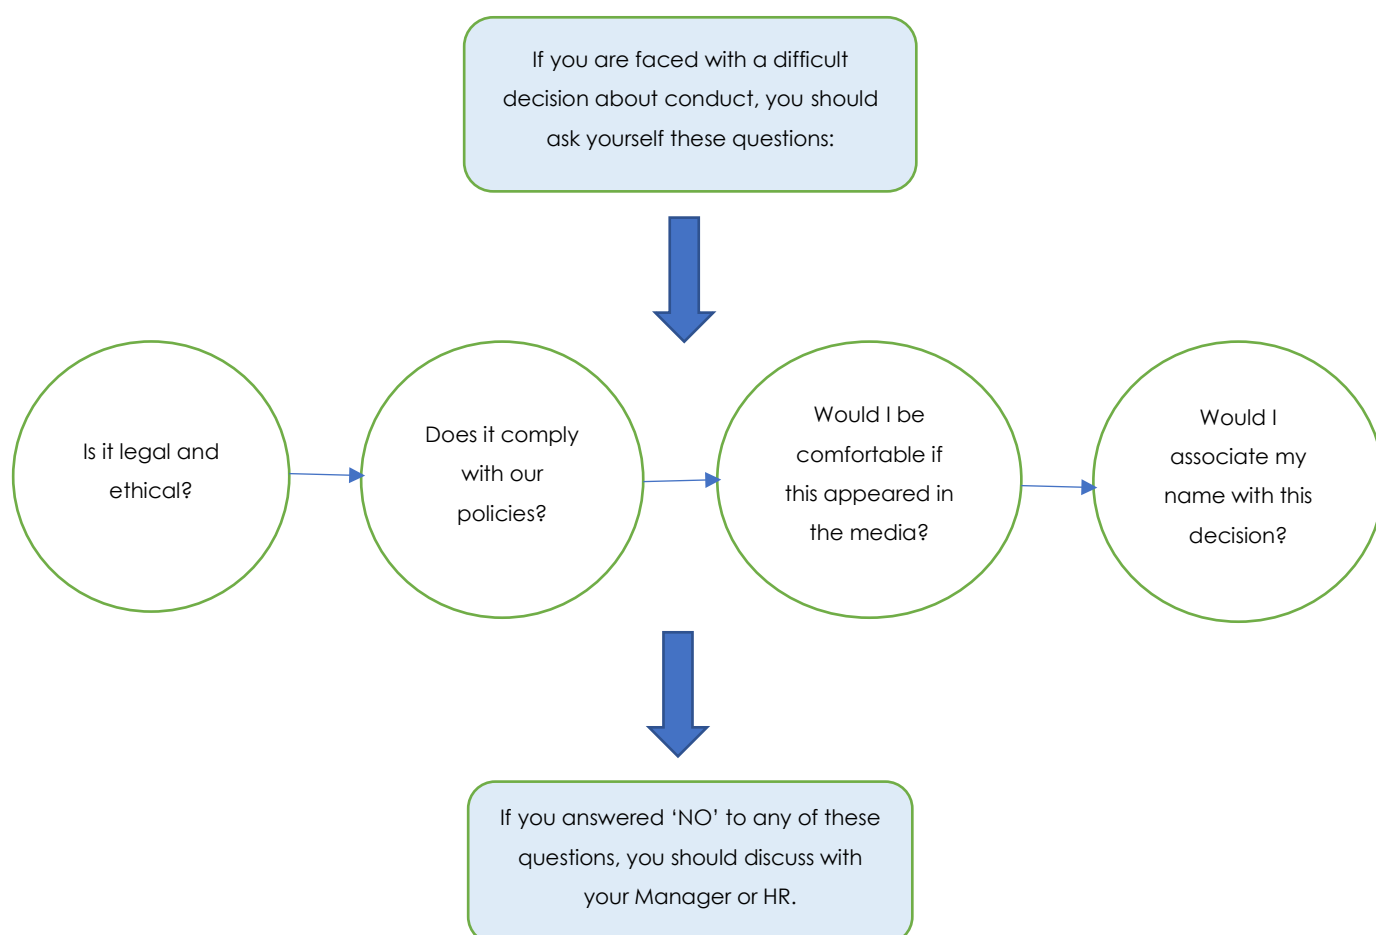 If you are faced with a difficult
decision about conduct, you should
ask yourself these questions:
Is it legal and
ethical?
Does it comply
with our
policies?
Would I be
comfortable if
this appeared in
the media?
Would I
associate my
name with this
decision?
If you answered ‘NO’ to any of these
questions, you should discuss with
your Manager or HR.